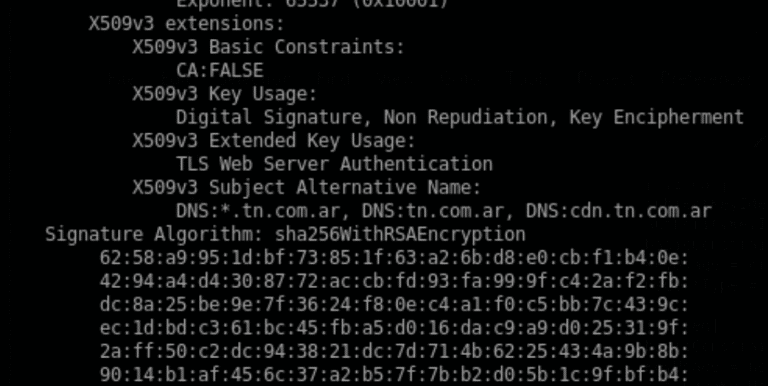 Exponent: 65537 (0x10001)
X509v3 extensions:
X509v3 Basic Constraints:
CA:FALSE
X509v3 Key Usage:
Digital Signature, Non Repudiation, Key Encipherment
X509v3 Extended Key Usage:
TLS Web Server Authentication
X509v3 Subject Alternative Name:
DNS:*.tn.com.ar, DNS:tn.com.ar, DNS:cdn.tn.com.ar
Signature Algorithm: sha256WithRSAEncryption
62:58:a9:95:1d:bf:73:85:1f:63:a2:6b:d8:e0:cb:f1:b4:0e:
42:94:a4:d4:30:87:72:ac:cb:fd:93:fa:99:9f:c4:2a:f2:fb:
dc:8a:25:be:9e:7f:36:24:f8:0e:c4:a1:f0:c5:bb:7c:43:9c:
ec:1d:bd:c3:61:bc:45:fb:a5:d0:16:da:c9:a9:d0:25:31:9f:
2a:ff:50:c2:dc:94:38:21:dc:7d:71:4b:62:25:43:4a:9b:8b:
90:14:b1:af:45:6c:37:a2:b5:7f:7b:b2:d0:5b:1c:9f:bf:b4: